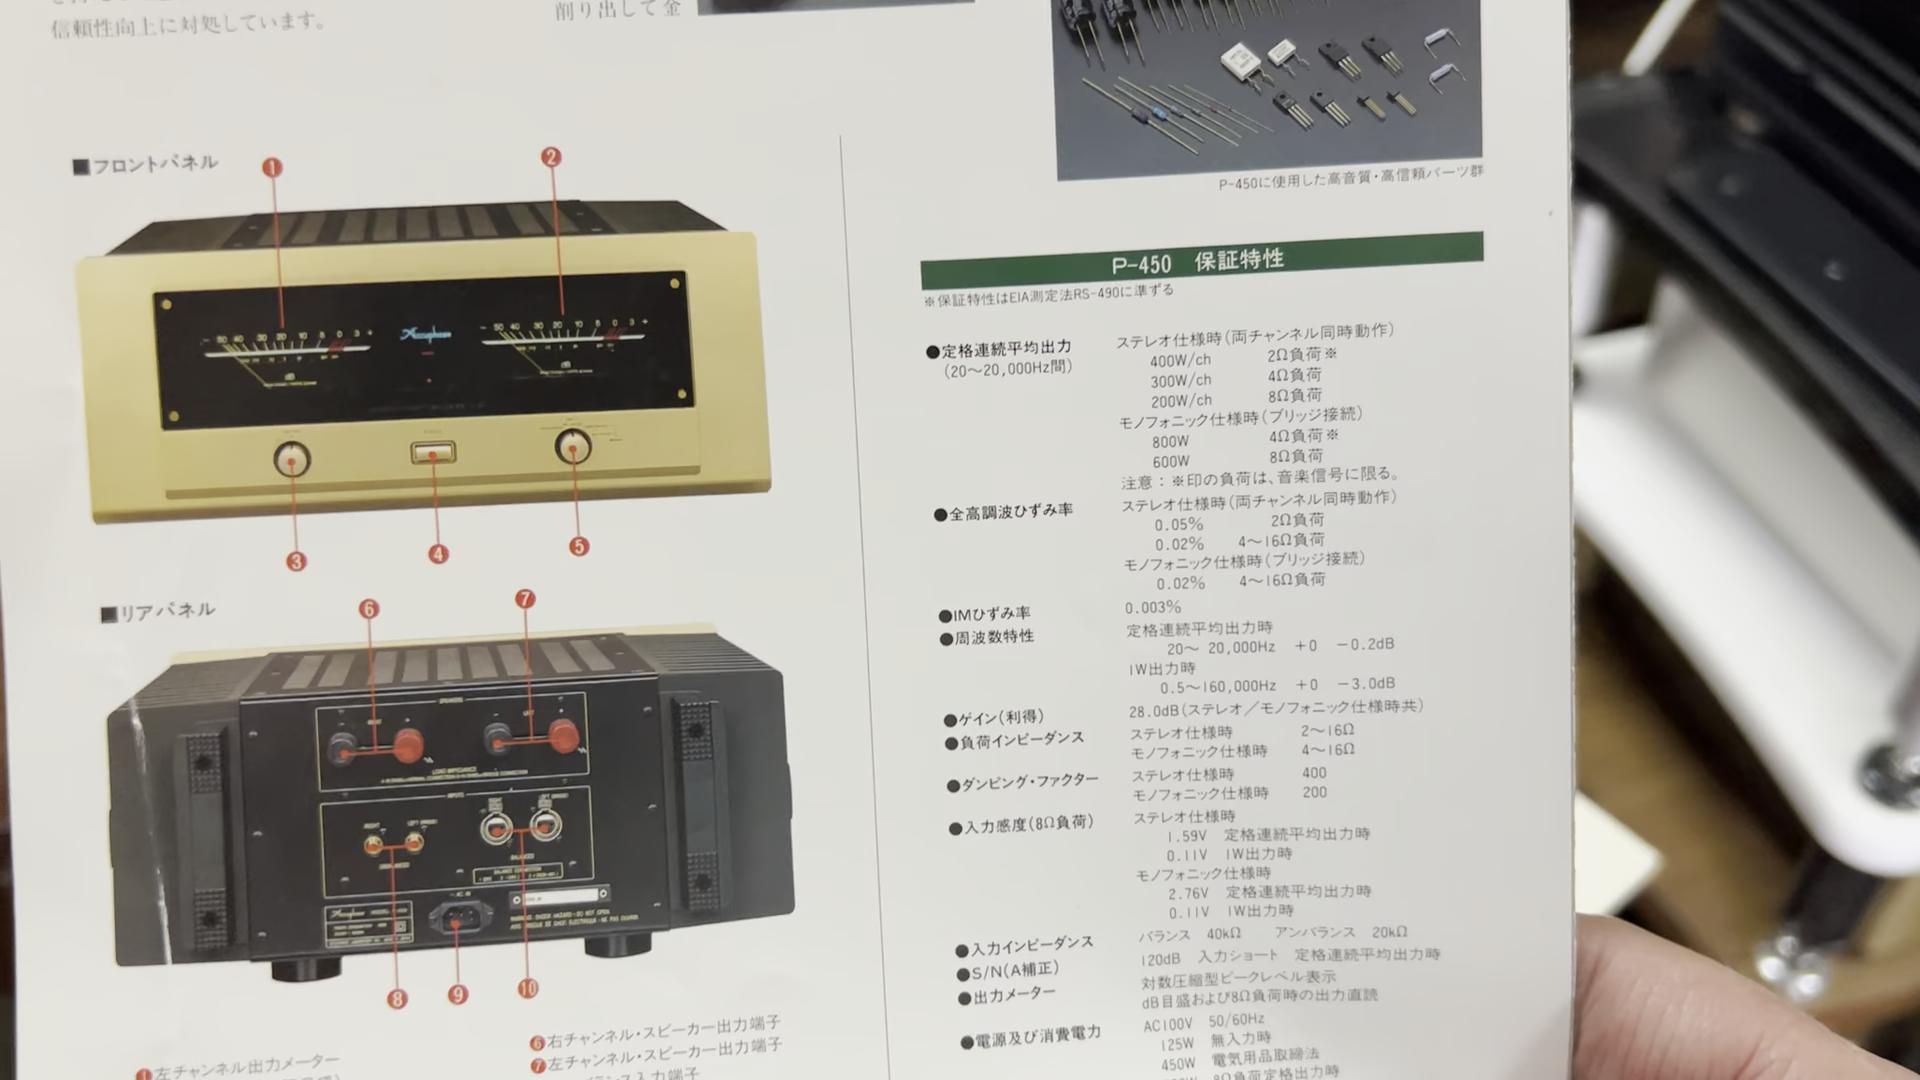 信頼性向上に対処しています。
削り出して金
P-450に使用した高音質・高信頼パーツ群
■フロントパネル
1
2
Accuphase
3
4
5
■リアパネル
6
7
8
9
10
⑥右チャンネル・スピーカー出力端子
⑦左チャンネル・スピーカー出力端子
①左チャンネル出力メーター
P-450 保証特性
※保証特性はEIA測定法RS-490に準ずる
●定格連続平均出力 ステレオ仕様時(両チャンネル同時動作)
(20〜20,000Hz間) 400W/ch 2Ω負荷※
300W/ch 4Ω負荷
200W/ch 8Ω負荷
モノフォニック仕様時(ブリッジ接続)
800W 4Ω負荷※
600W 8Ω負荷
注意:※印の負荷は、音楽信号に限る。
●全高調波ひずみ率 ステレオ仕様時(両チャンネル同時動作)
0.05% 2Ω負荷
0.02% 4〜16Ω負荷
モノフォニック仕様時(ブリッジ接続)
0.02% 4〜16Ω負荷
●IMひずみ率 0.003%
●周波数特性 定格連続平均出力時
20〜 20,000Hz +0 -0.2dB
1W出力時
0.5〜160,000Hz +0 -3.0dB
●ゲイン(利得) 28.0dB(ステレオ/モノフォニック仕様時共)
●負荷インピーダンス ステレオ仕様時 2〜16Ω
モノフォニック仕様時 4〜16Ω
●ダンピング・ファクター ステレオ仕様時 400
モノフォニック仕様時 200
●入力感度(8Ω負荷) ステレオ仕様時
1.59V 定格連続平均出力時
0.11V 1W出力時
モノフォニック仕様時
2.76V 定格連続平均出力時
0.11V 1W出力時
●入力インピーダンス バランス 40kΩ アンバランス 20kΩ
●S/N(A補正) 120dB 入力ショート 定格連続平均出力時
●出力メーター 対数圧縮型ピークレベル表示
dB目盛および8Ω負荷時の出力直読
●電源及び消費電力 AC100V 50/60Hz
125W 無入力時
450W 電気用品取締法
8Ω負荷定格出力時